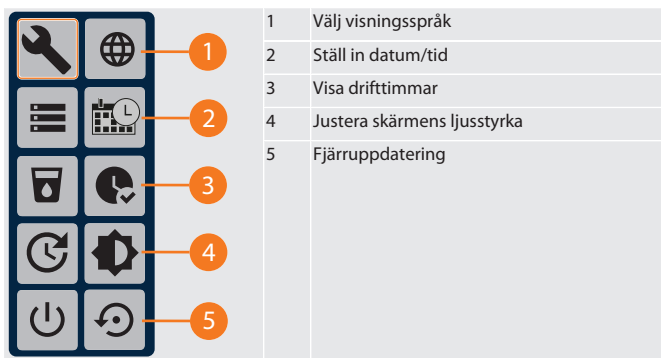 1 Välj visningsspråk
2 Ställ in datum/tid
3 Visa drifttimmar
4 Justera skärmens ljusstyrka
5 Fjärruppdatering
1
2
3
4
5